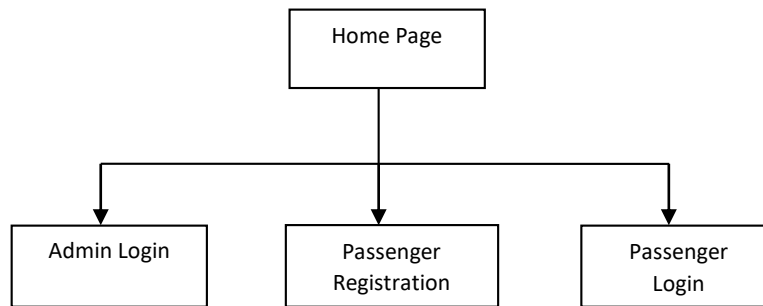 Home Page
Admin Login
Passenger
Registration
Passenger
Login